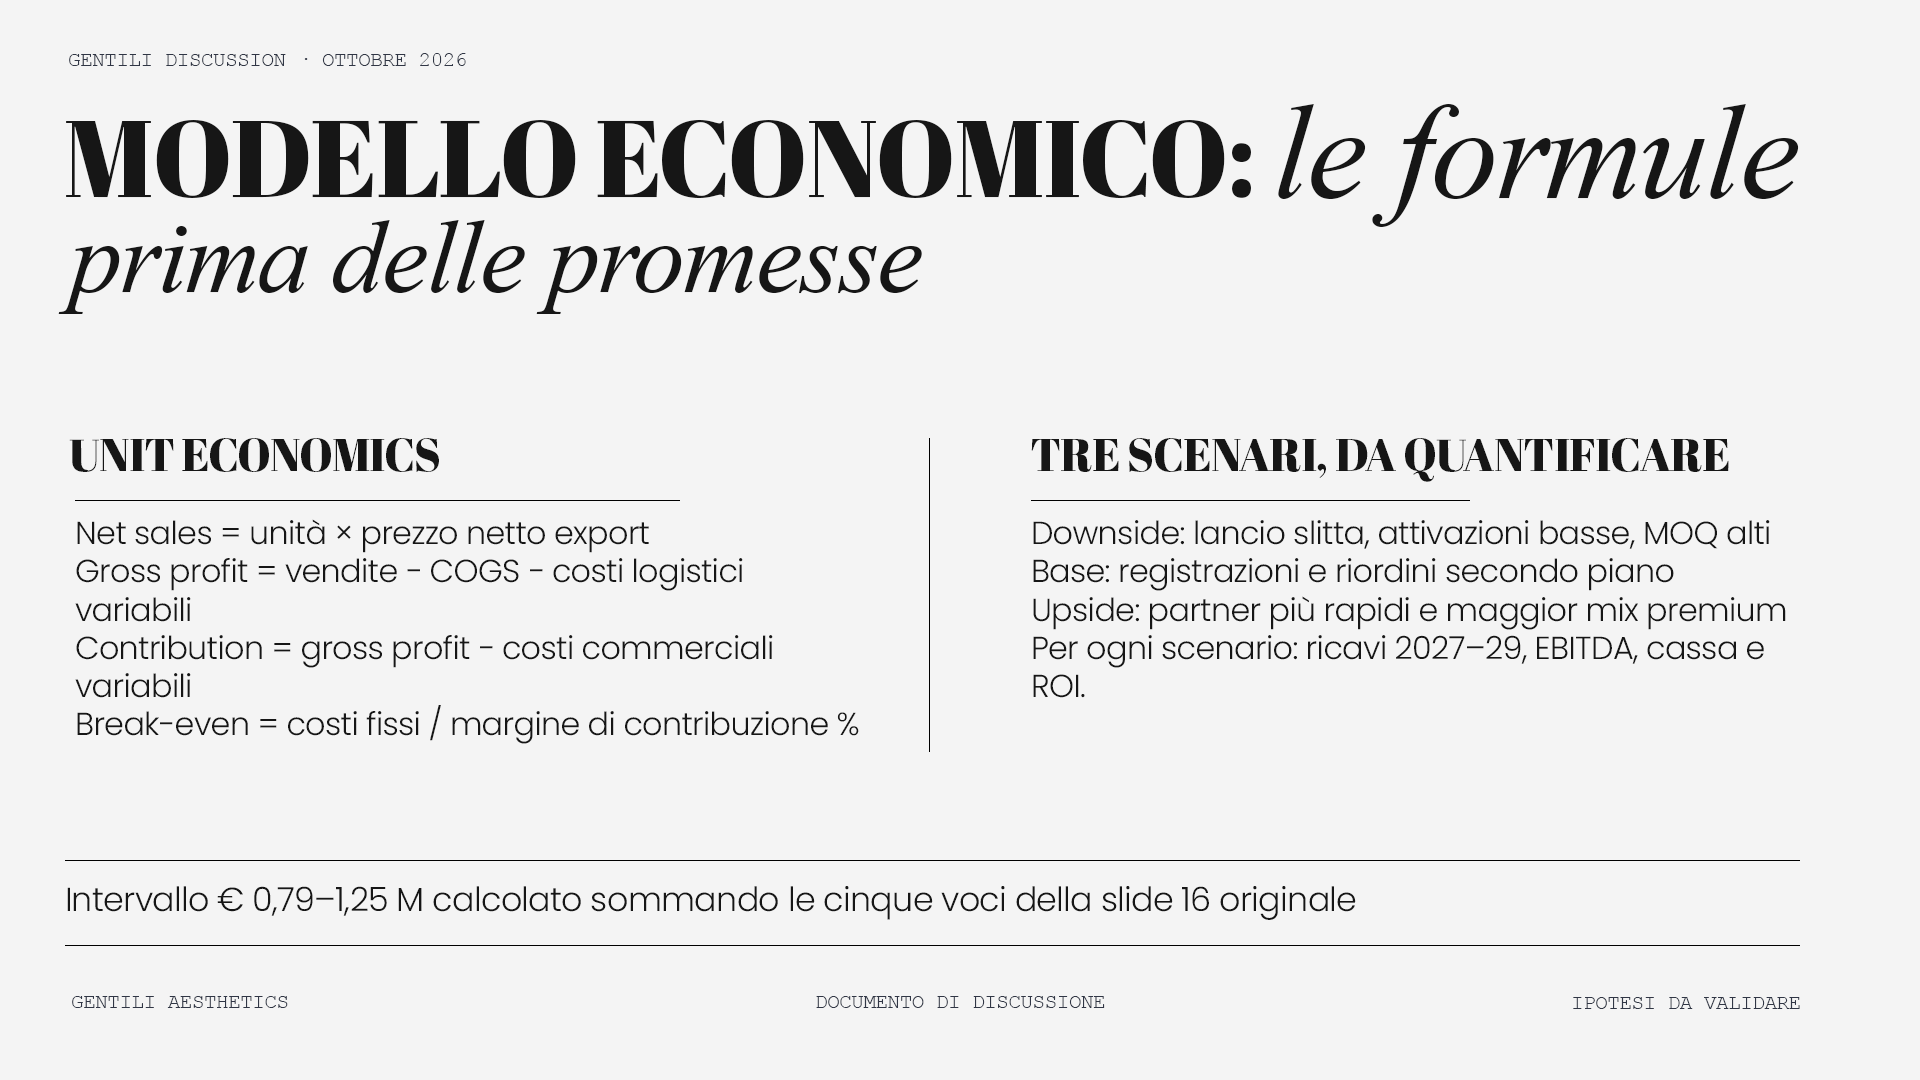 GENTILI DISCUSSION · OTTOBRE 2026
MODELLO ECONOMICO: le formule
prima delle promesse
UNIT ECONOMICS
Net sales = unità × prezzo netto export
Gross profit = vendite - COGS - costi logistici
variabili
Contribution = gross profit - costi commerciali
variabili
Break-even = costi fissi / margine di contribuzione %
TRE SCENARI, DA QUANTIFICARE
Downside: lancio slitta, attivazioni basse, MOQ alti
Base: registrazioni e riordini secondo piano
Upside: partner più rapidi e maggior mix premium
Per ogni scenario: ricavi 2027–29, EBITDA, cassa e
ROI.
Intervallo € 0,79–1,25 M calcolato sommando le cinque voci della slide 16 originale
GENTILI AESTHETICS
DOCUMENTO DI DISCUSSIONE
IPOTESI DA VALIDARE